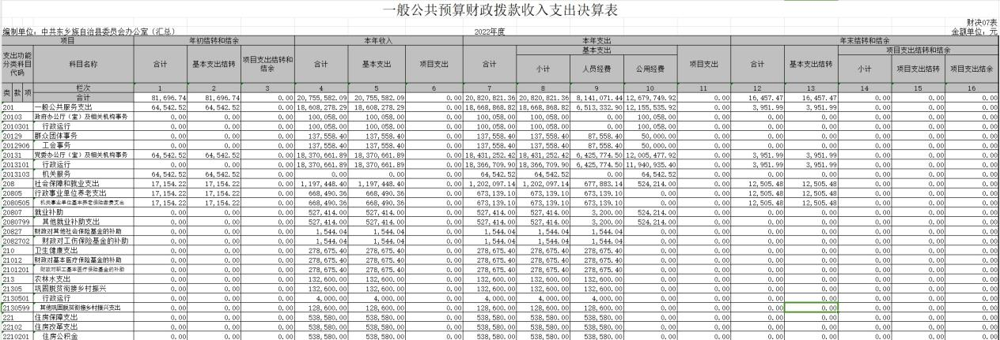 一般公共预算财政拨款收入支出决算表
财决07表
编制单位：中共东乡族自治县委员会办公室（汇总） 2022年度 金额单位：元
项目 年初结转和结余 本年收入 本年支出 年末结转和结余
支出功能分类科目代码 科目名称 合计 基本支出结转 项目支出结转和结余 合计 基本支出 项目支出 合计 基本支出 项目支出 合计 基本支出结转 项目支出结转和结余
小计 人员经费 公用经费 小计 项目支出结转 项目支出结余
类 款 项 栏次 1 2 3 4 5 6 7 8 9 10 11 12 13 14 15 16
合计 81,696.74 81,696.74 0.00 20,755,582.09 20,755,582.09 0.00 20,820,821.36 20,820,821.36 8,141,071.44 12,679,749.92 0.00 16,457.47 16,457.47 0.00 0.00 0.00
201 一般公共服务支出 64,542.52 64,542.52 0.00 18,608,278.29 18,608,278.29 0.00 18,668,868.82 18,668,868.82 6,513,332.90 12,155,535.92 0.00 3,951.99 3,951.99 0.00 0.00 0.00
20103 政府办公厅（室）及相关机构事务 0.00 0.00 0.00 100,058.00 100,058.00 0.00 100,058.00 100,058.00 0.00 100,058.00 0.00 0.00 0.00 0.00 0.00 0.00
2010301 行政运行 0.00 0.00 0.00 100,058.00 100,058.00 0.00 100,058.00 100,058.00 0.00 100,058.00 0.00 0.00 0.00 0.00 0.00 0.00
20129 群众团体事务 0.00 0.00 0.00 137,558.40 137,558.40 0.00 137,558.40 137,558.40 87,558.40 50,000.00 0.00 0.00 0.00 0.00 0.00 0.00
2012906 工会事务 0.00 0.00 0.00 137,558.40 137,558.40 0.00 137,558.40 137,558.40 87,558.40 50,000.00 0.00 0.00 0.00 0.00 0.00 0.00
20131 党委办公厅（室）及相关机构事务 64,542.52 64,542.52 0.00 18,370,661.89 18,370,661.89 0.00 18,431,252.42 18,431,252.42 6,425,774.50 12,005,477.92 0.00 3,951.99 3,951.99 0.00 0.00 0.00
2013101 行政运行 0.00 0.00 0.00 18,370,661.89 18,370,661.89 0.00 18,366,709.90 18,366,709.90 6,425,774.50 11,940,935.40 0.00 3,951.99 3,951.99 0.00 0.00 0.00
2013103 机关服务 64,542.52 64,542.52 0.00 0.00 0.00 0.00 64,542.52 64,542.52 0.00 64,542.52 0.00 0.00 0.00 0.00 0.00 0.00
208 社会保障和就业支出 17,154.22 17,154.22 0.00 1,197,448.40 1,197,448.40 0.00 1,202,097.14 1,202,097.14 677,883.14 524,214.00 0.00 12,505.48 12,505.48 0.00 0.00 0.00
20805 行政事业单位养老支出 17,154.22 17,154.22 0.00 668,490.36 668,490.36 0.00 673,139.10 673,139.10 673,139.10 0.00 0.00 12,505.48 12,505.48 0.00 0.00 0.00
2080505 机关事业单位基本养老保险缴费支出 17,154.22 17,154.22 0.00 668,490.36 668,490.36 0.00 673,139.10 673,139.10 673,139.10 0.00 0.00 12,505.48 12,505.48 0.00 0.00 0.00
20807 就业补助 0.00 0.00 0.00 527,414.00 527,414.00 0.00 527,414.00 527,414.00 3,200.00 524,214.00 0.00 0.00 0.00 0.00 0.00 0.00
2080799 其他就业补助支出 0.00 0.00 0.00 527,414.00 527,414.00 0.00 527,414.00 527,414.00 3,200.00 524,214.00 0.00 0.00 0.00 0.00 0.00 0.00
20827 财政对其他社会保险基金的补助 0.00 0.00 0.00 1,544.04 1,544.04 0.00 1,544.04 1,544.04 1,544.04 0.00 0.00 0.00 0.00 0.00 0.00 0.00
2082702 财政对工伤保险基金的补助 0.00 0.00 0.00 1,544.04 1,544.04 0.00 1,544.04 1,544.04 1,544.04 0.00 0.00 0.00 0.00 0.00 0.00 0.00
210 卫生健康支出 0.00 0.00 0.00 278,675.40 278,675.40 0.00 278,675.40 278,675.40 278,675.40 0.00 0.00 0.00 0.00 0.00 0.00 0.00
21012 财政对基本医疗保险基金的补助 0.00 0.00 0.00 278,675.40 278,675.40 0.00 278,675.40 278,675.40 278,675.40 0.00 0.00 0.00 0.00 0.00 0.00 0.00
2101201 财政对职工基本医疗保险基金的补助 0.00 0.00 0.00 278,675.40 278,675.40 0.00 278,675.40 278,675.40 278,675.40 0.00 0.00 0.00 0.00 0.00 0.00 0.00
213 农林水支出 0.00 0.00 0.00 132,600.00 132,600.00 0.00 132,600.00 132,600.00 132,600.00 0.00 0.00 0.00 0.00 0.00 0.00 0.00
21305 巩固脱贫衔接乡村振兴 0.00 0.00 0.00 132,600.00 132,600.00 0.00 132,600.00 132,600.00 132,600.00 0.00 0.00 0.00 0.00 0.00 0.00 0.00
2130501 行政运行 0.00 0.00 0.00 4,000.00 4,000.00 0.00 4,000.00 4,000.00 4,000.00 0.00 0.00 0.00 0.00 0.00 0.00 0.00
2130599 其他巩固脱贫衔接乡村振兴支出 0.00 0.00 0.00 128,600.00 128,600.00 0.00 128,600.00 128,600.00 128,600.00 0.00 0.00 0.00 0.00 0.00 0.00 0.00
221 住房保障支出 0.00 0.00 0.00 538,580.00 538,580.00 0.00 538,580.00 538,580.00 538,580.00 0.00 0.00 0.00 0.00 0.00 0.00 0.00
22102 住房改革支出 0.00 0.00 0.00 538,580.00 538,580.00 0.00 538,580.00 538,580.00 538,580.00 0.00 0.00 0.00 0.00 0.00 0.00 0.00
2210201 住房公积金 0.00 0.00 0.00 538,580.00 538,580.00 0.00 538,580.00 538,580.00 538,580.00 0.00 0.00 0.00 0.00 0.00 0.00 0.00